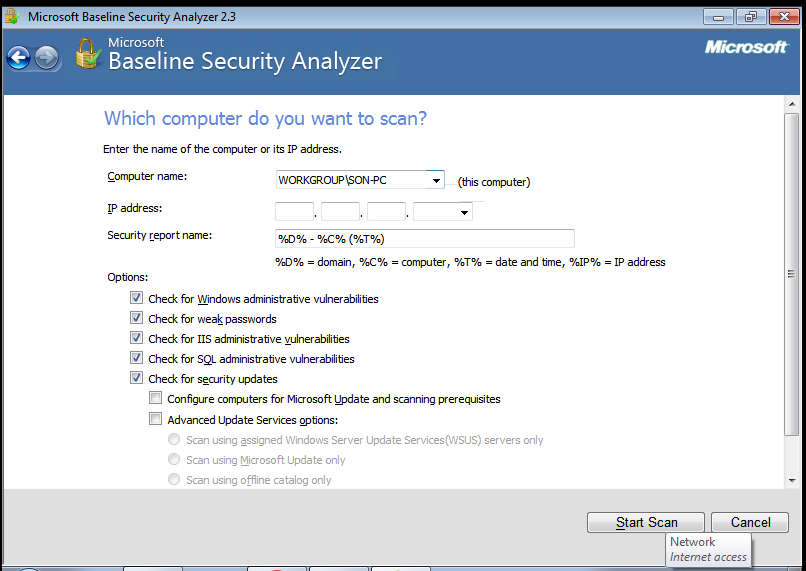 Microsoft Baseline Security Analyzer 2.3
Microsoft
Baseline Security Analyzer
Microsoft
Which computer do you want to scan?
Enter the name of the computer or its IP address.
Computer name:
WORKGROUP\SON-PC
(this computer)
IP address:
. . .
Security report name:
%D% - %C% (%T%)
%D% = domain, %C% = computer, %T% = date and time, %IP% = IP address
Options:
Check for Windows administrative vulnerabilities
Check for weak passwords
Check for IIS administrative vulnerabilities
Check for SQL administrative vulnerabilities
Check for security updates
Configure computers for Microsoft Update and scanning prerequisites
Advanced Update Services options:
Scan using assigned Windows Server Update Services(WSUS) servers only
Scan using Microsoft Update only
Scan using offline catalog only
Start Scan
Cancel
Network
Internet access